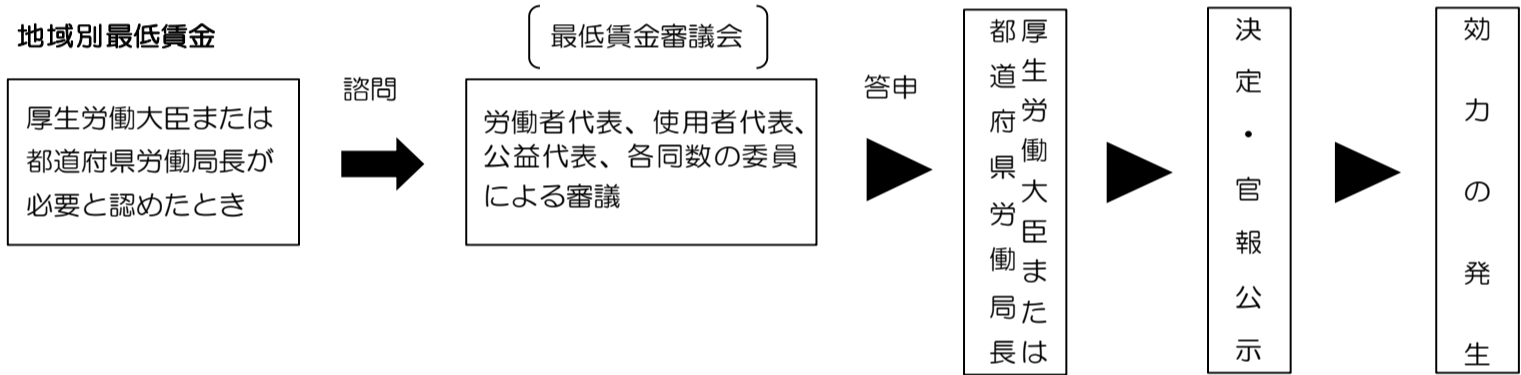 地域別最低賃金
厚生労働大臣または
都道府県労働局長が
必要と認めたとき
諮問
最低賃金審議会
労働者代表、使用者代表、
公益代表、各同数の委員
による審議
答申
厚生労働大臣または
都道府県労働局長
決定・官報公示
効力の発生